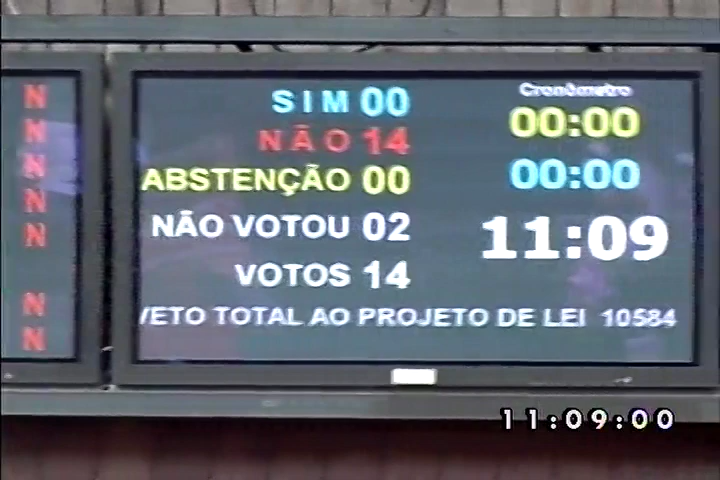 N
N
N
N
N
N
N
SIM 00
NÃO 14
ABSTENÇÃO 00
NÃO VOTOU 02
VOTOS 14
VETO TOTAL AO PROJETO DE LEI 10584
Cronômetro
00:00
00:00
11:09
11:09:00